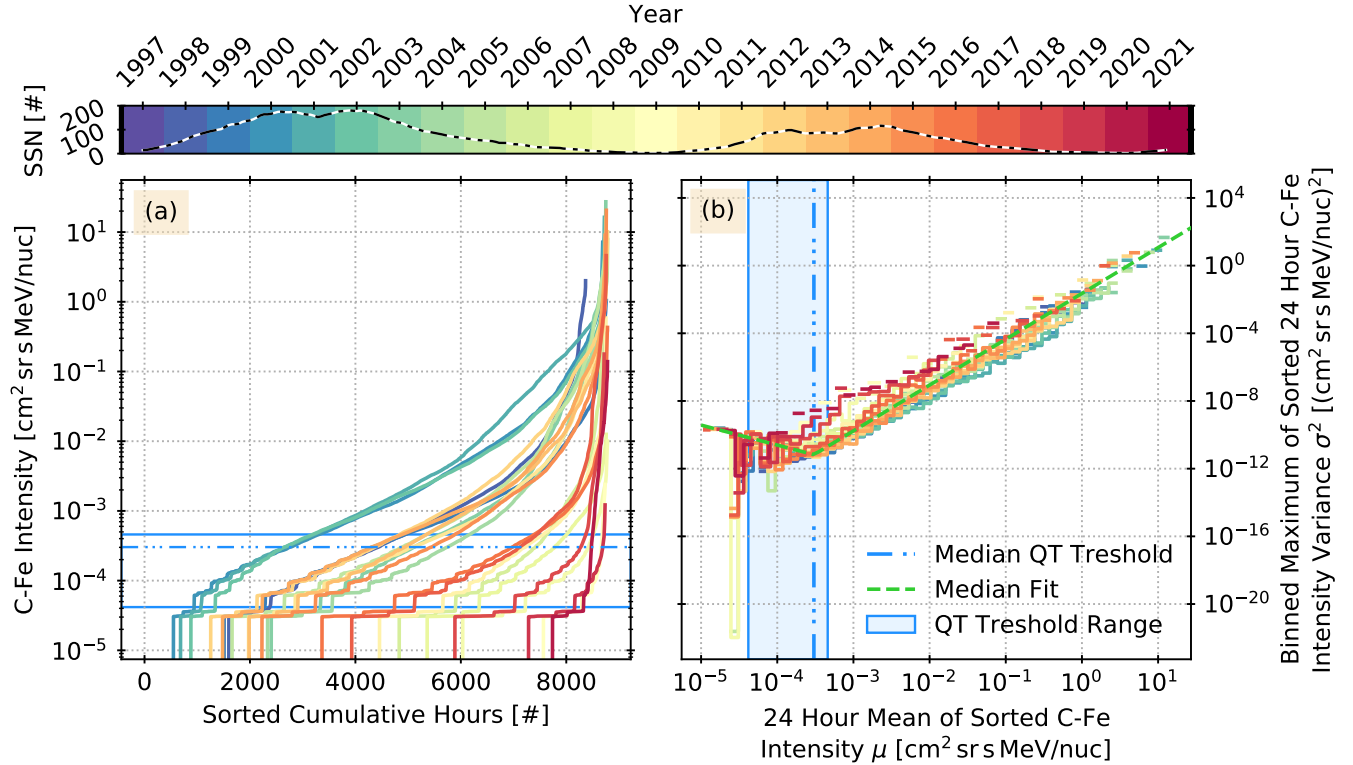 Year
1997 1998 1999 2000 2001 2002 2003 2004 2005 2006 2007 2008 2009 2010 2011 2012 2013 2014 2015 2016 2017 2018 2019 2020 2021
SSN [#]
200
100
0
(a)
C-Fe Intensity [cm² sr s MeV/nuc]
10¹
10⁰
10⁻¹
10⁻²
10⁻³
10⁻⁴
10⁻⁵
0 2000 4000 6000 8000
Sorted Cumulative Hours [#]
(b)
Median QT Treshold
Median Fit
QT Treshold Range
10⁴
10⁰
10⁻⁴
10⁻⁸
10⁻¹²
10⁻¹⁶
10⁻²⁰
Binned Maximum of Sorted 24 Hour C-Fe
Intensity Variance σ² [(cm² sr s MeV/nuc)²]
10⁻⁵ 10⁻⁴ 10⁻³ 10⁻² 10⁻¹ 10⁰ 10¹
24 Hour Mean of Sorted C-Fe
Intensity μ [cm² sr s MeV/nuc]